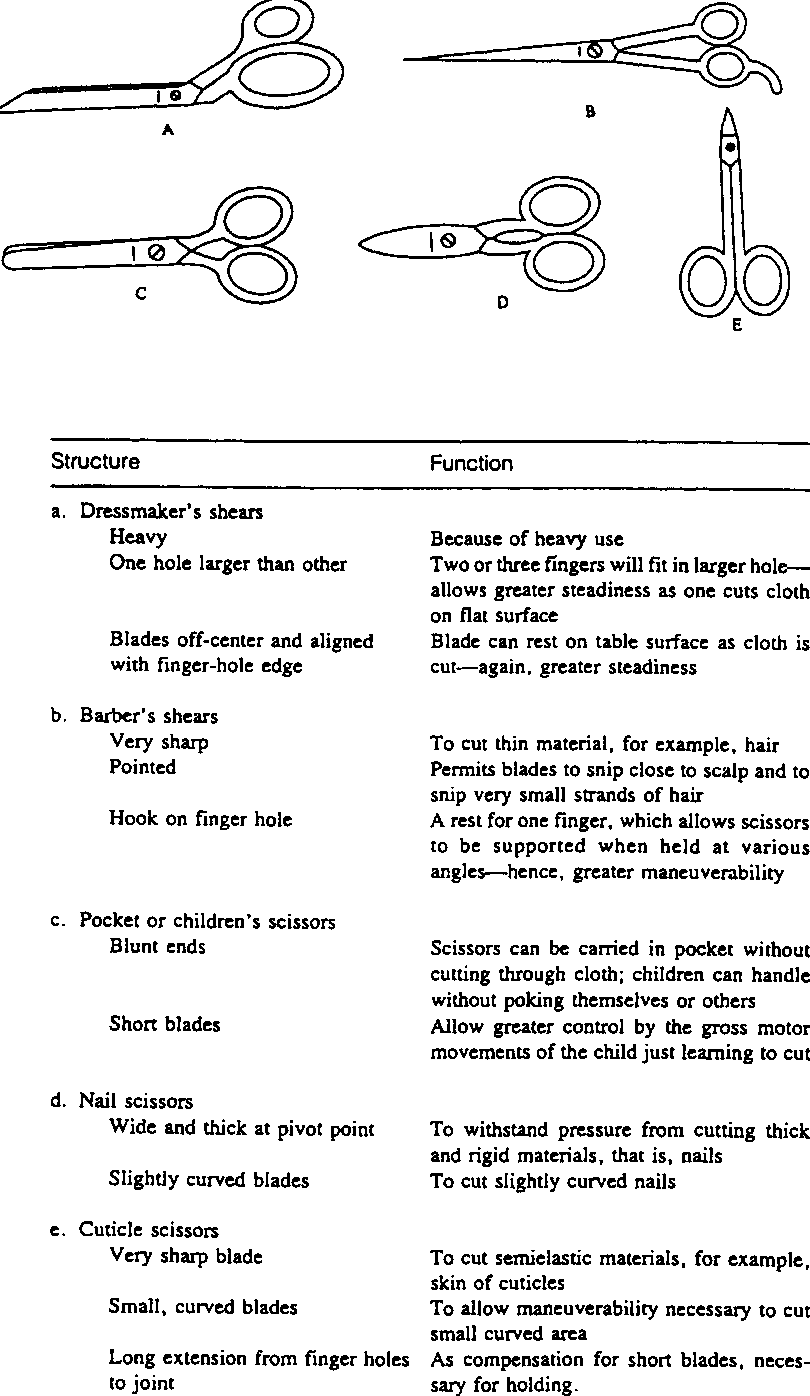 A
B
C
D
E
Structure Function
a. Dressmaker's shears
Heavy Because of heavy use
One hole larger than other Two or three fingers will fit in larger hole—
allows greater steadiness as one cuts cloth
on flat surface
Blades off-center and aligned Blade can rest on table surface as cloth is
with finger-hole edge cut—again, greater steadiness
b. Barber's shears
Very sharp To cut thin material, for example, hair
Pointed Permits blades to snip close to scalp and to
snip very small strands of hair
Hook on finger hole A rest for one finger, which allows scissors
to be supported when held at various
angles—hence, greater maneuverability
c. Pocket or children's scissors
Blunt ends Scissors can be carried in pocket without
cutting through cloth; children can handle
without poking themselves or others
Short blades Allow greater control by the gross motor
movements of the child just learning to cut
d. Nail scissors
Wide and thick at pivot point To withstand pressure from cutting thick
and rigid materials, that is, nails
Slightly curved blades To cut slightly curved nails
e. Cuticle scissors
Very sharp blade To cut semielastic materials, for example,
skin of cuticles
Small, curved blades To allow maneuverability necessary to cut
small curved area
Long extension from finger holes As compensation for short blades, neces-
to joint sary for holding.